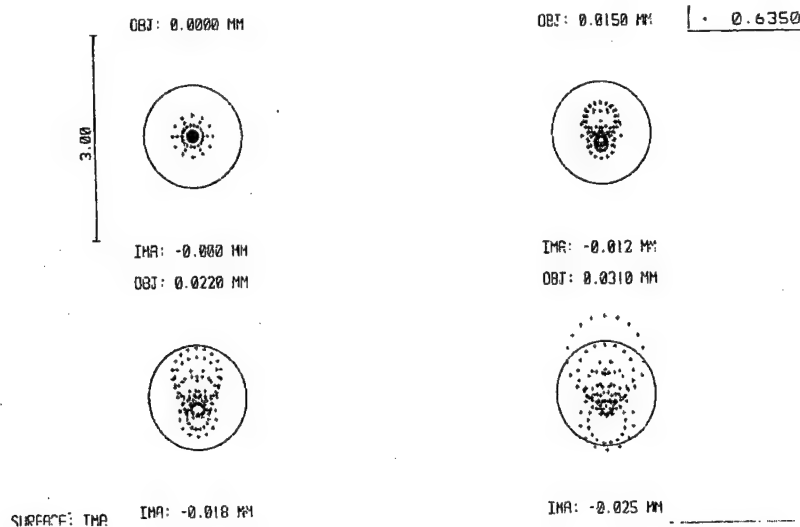 OBJ: 0.0000 MM
OBJ: 0.0150 MM
0.6350
3.00
IMA: -0.000 MM
IMA: -0.012 MM
OBJ: 0.0220 MM
OBJ: 0.0310 MM
IMA: -0.018 MM
IMA: -0.025 MM
SURFACE: IMA